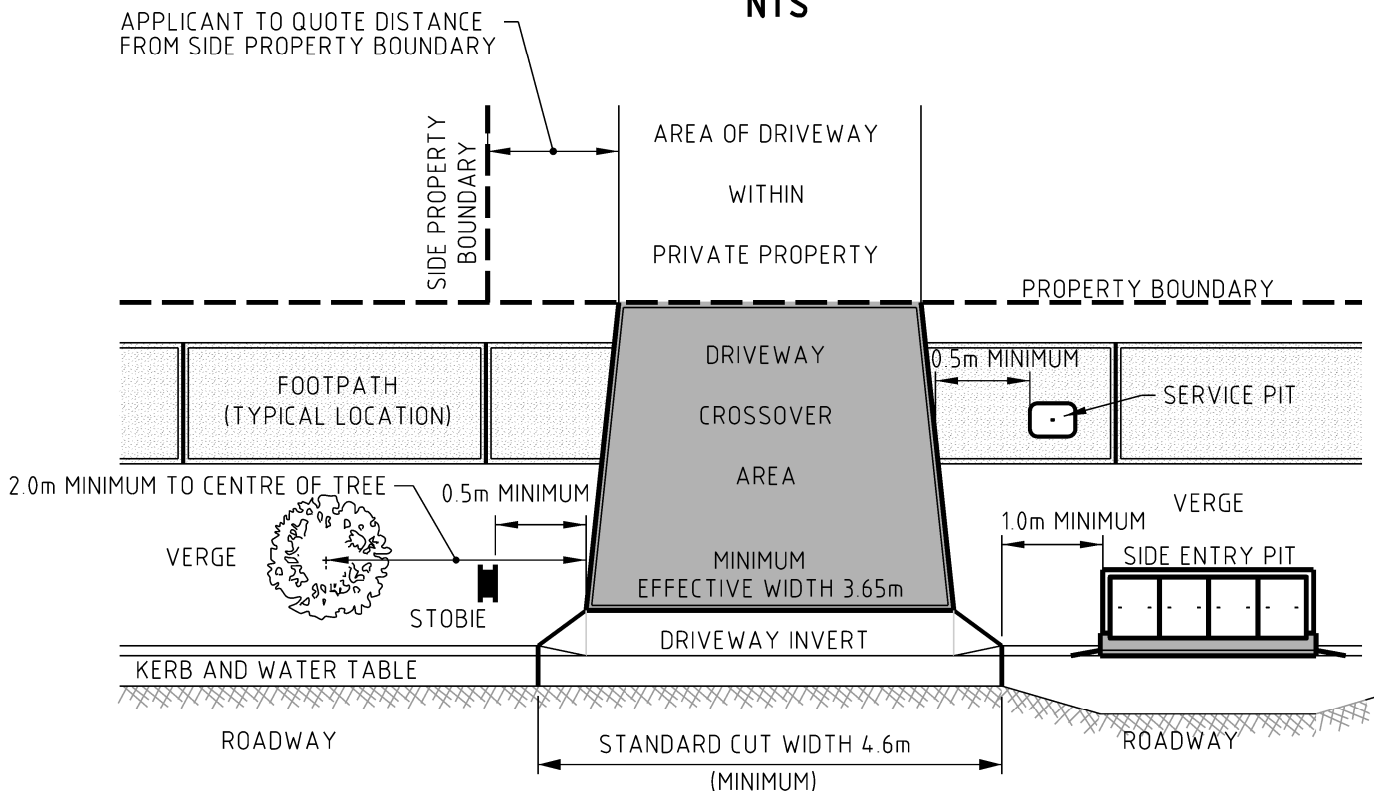 NTS
APPLICANT TO QUOTE DISTANCE
FROM SIDE PROPERTY BOUNDARY
SIDE PROPERTY
BOUNDARY
AREA OF DRIVEWAY
WITHIN
PRIVATE PROPERTY
PROPERTY BOUNDARY
FOOTPATH
(TYPICAL LOCATION)
DRIVEWAY
CROSSOVER
AREA
0.5m MINIMUM
SERVICE PIT
2.0m MINIMUM TO CENTRE OF TREE
0.5m MINIMUM
VERGE
1.0m MINIMUM
VERGE
SIDE ENTRY PIT
MINIMUM
EFFECTIVE WIDTH 3.65m
STOBIE
DRIVEWAY INVERT
KERB AND WATER TABLE
ROADWAY
STANDARD CUT WIDTH 4.6m
(MINIMUM)
ROADWAY